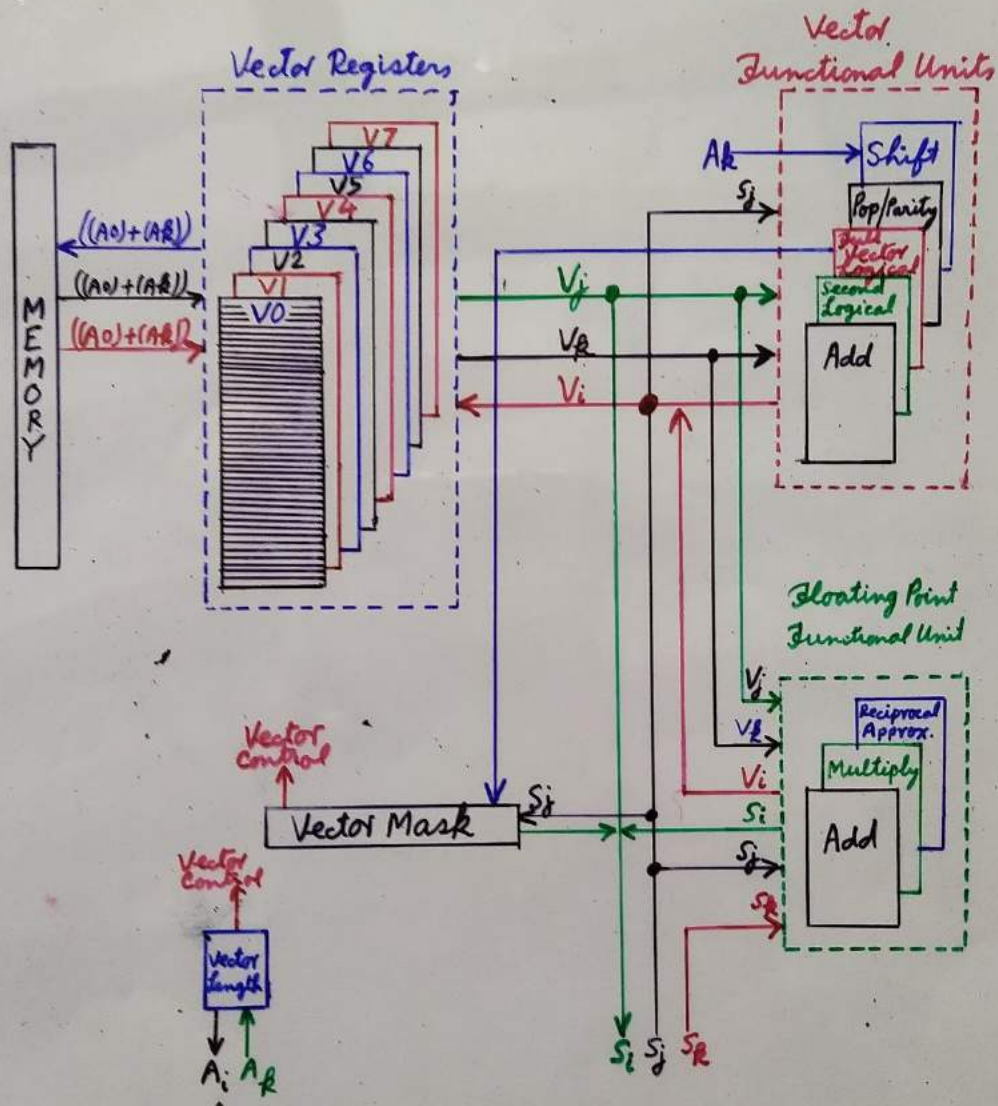 Vector
Functional Units
Vector Registers
MEMORY
((A0)+(Ak))
((A0)+(Ak))
((A0)+(Ak))
V7
V6
V5
V4
V3
V2
V1
V0
Ak
Sj
Shift
Pop/Parity
Full
Vector
Logical
Second
Logical
Add
Vj
Vk
Vi
Floating Point
Functional Unit
Vj
Vk
Vi
Si
Sj
Sk
Reciprocal
Approx.
Multiply
Add
Vector
Control
Vector Mask
Sj
Vector
Control
Vector
Length
Ai
Ak
Si
Sj
Sk